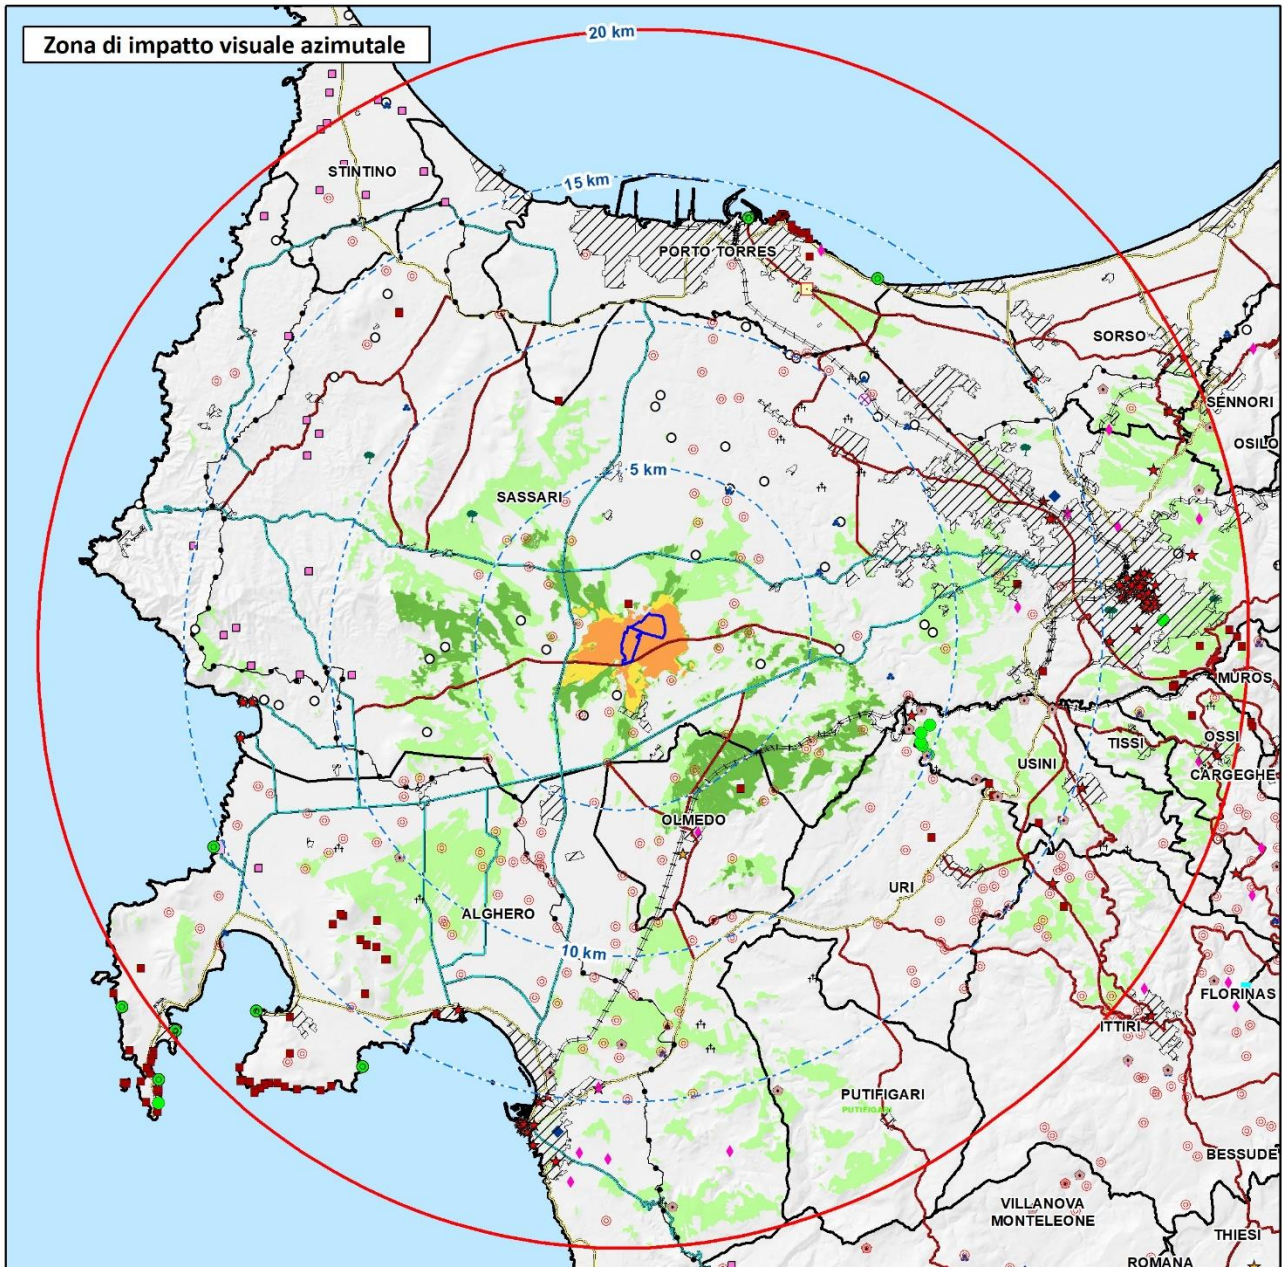 Zona di impatto visuale azimutale
20 km
STINTINO
15 km
PORTO TORRES
SORSO
SENNORI
OSILO
5 km
SASSARI
MUROS
OSSI
TISSI
CARGEGHE
USINI
OLMEDO
URI
ALGHERO
10 km
FLORINAS
ITTIRI
PUTIFIGARI
PUTIFIGARI
BESSUDE
VILLANOVA
MONTELEONE
THIESI
ROMANA